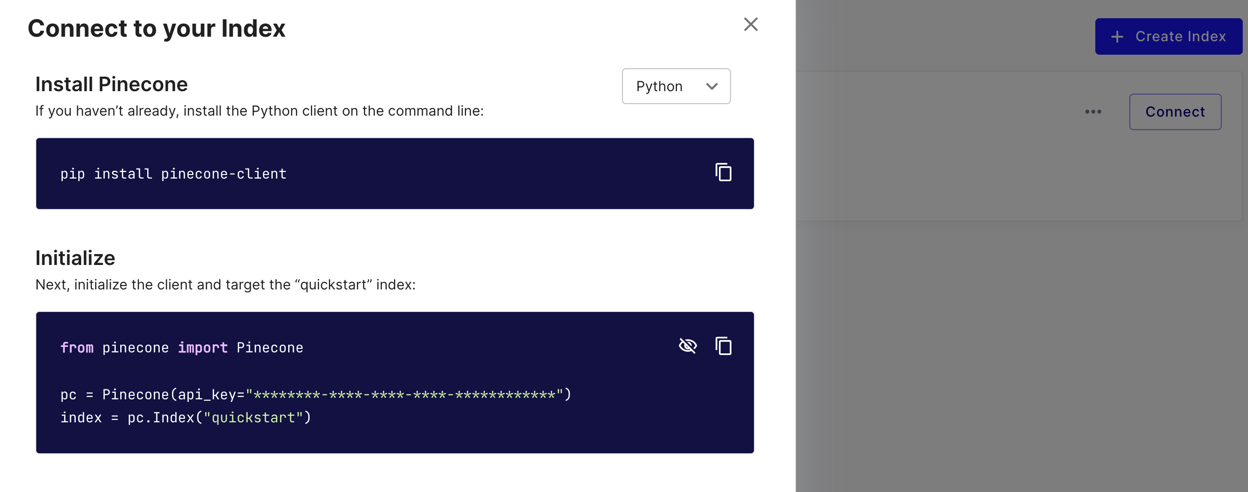 Connect to your Index
+ Create Index
Install Pinecone
Python
If you haven’t already, install the Python client on the command line:
Connect
pip install pinecone-client
Initialize
Next, initialize the client and target the “quickstart” index:
from pinecone import Pinecone
pc = Pinecone(api_key="********-****-****-****-************")
index = pc.Index("quickstart")